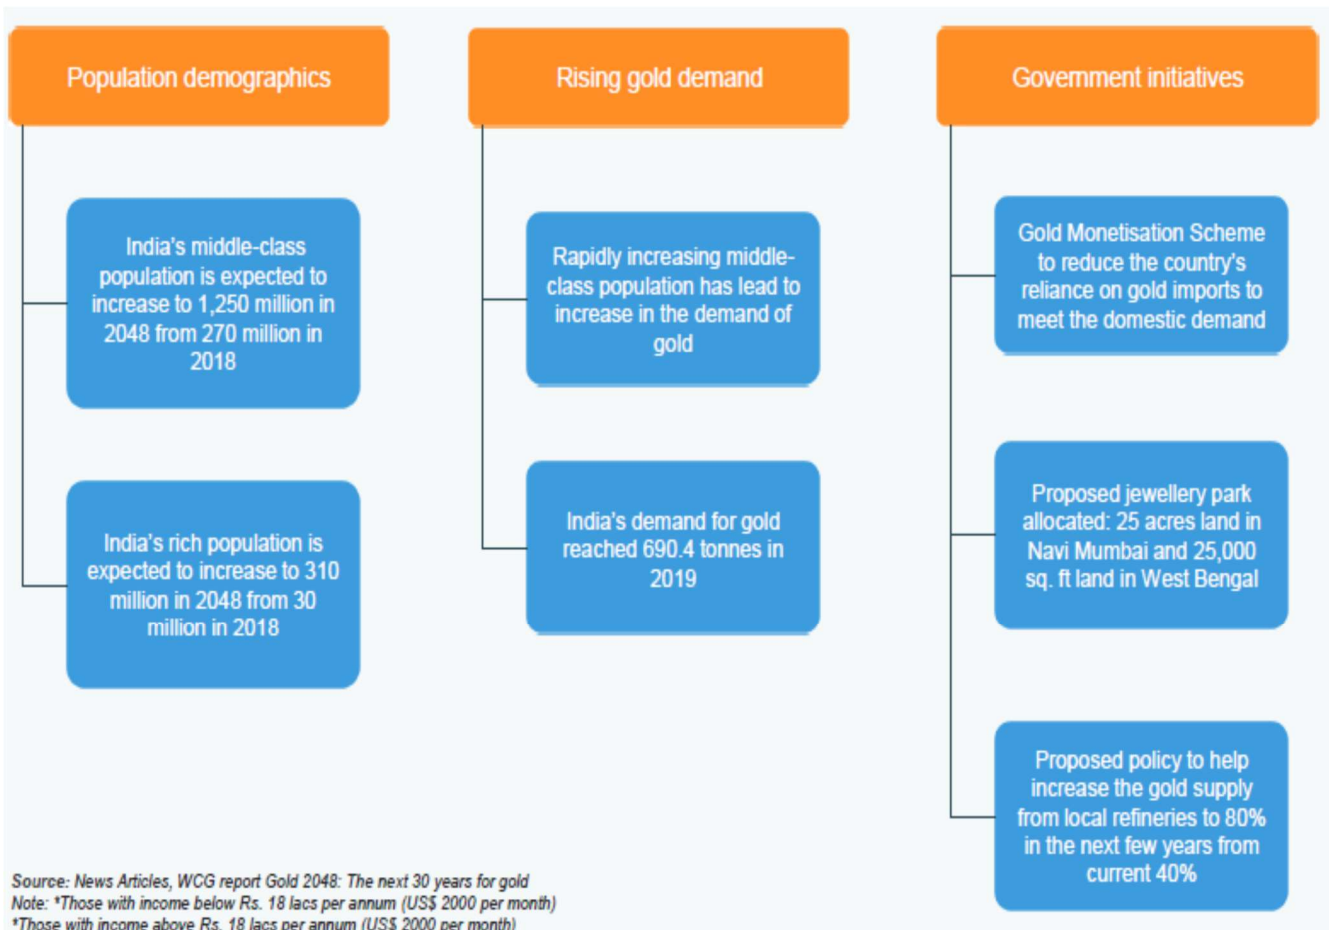 Population demographics
India's middle-class
population is expected to
increase to 1,250 million in
2048 from 270 million in
2018
India's rich population is
expected to increase to 310
million in 2048 from 30
million in 2018
Rising gold demand
Rapidly increasing middle-
class population has lead to
increase in the demand of
gold
India's demand for gold
reached 690.4 tonnes in
2019
Government initiatives
Gold Monetisation Scheme
to reduce the country's
reliance on gold imports to
meet the domestic demand
Proposed jewellery park
allocated: 25 acres land in
Navi Mumbai and 25,000
sq. ft land in West Bengal
Proposed policy to help
increase the gold supply
from local refineries to 80%
in the next few years from
current 40%
Source: News Articles, WCG report Gold 2048: The next 30 years for gold
Note: *Those with income below Rs. 18 lacs per annum (US$ 2000 per month)
*Those with income above Rs. 18 lacs per annum (US$ 2000 per month)